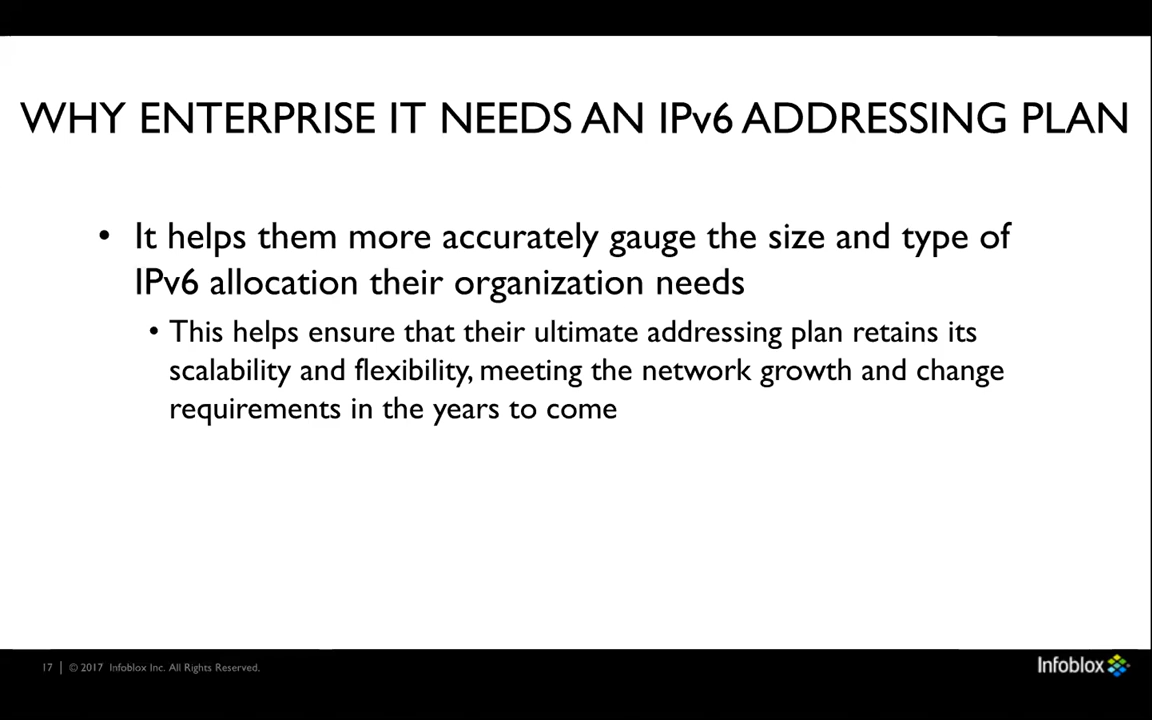 WHY ENTERPRISE IT NEEDS AN IPv6 ADDRESSING PLAN
• It helps them more accurately gauge the size and type of
IPv6 allocation their organization needs
• This helps ensure that their ultimate addressing plan retains its
scalability and flexibility, meeting the network growth and change
requirements in the years to come
17 | © 2017 Infoblox Inc. All Rights Reserved.
Infoblox